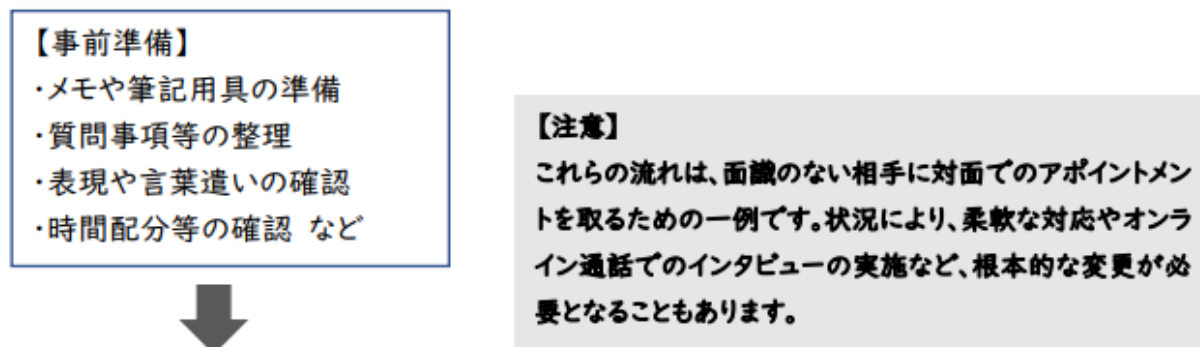 【事前準備】
・メモや筆記用具の準備
・質問事項等の整理
・表現や言葉遣いの確認
・時間配分等の確認 など
【注意】
これらの流れは、面識のない相手に対面でのアポイントメン
トを取るための一例です。状況により、柔軟な対応やオンラ
イン通話でのインタビューの実施など、根本的な変更が必
要となることもあります。